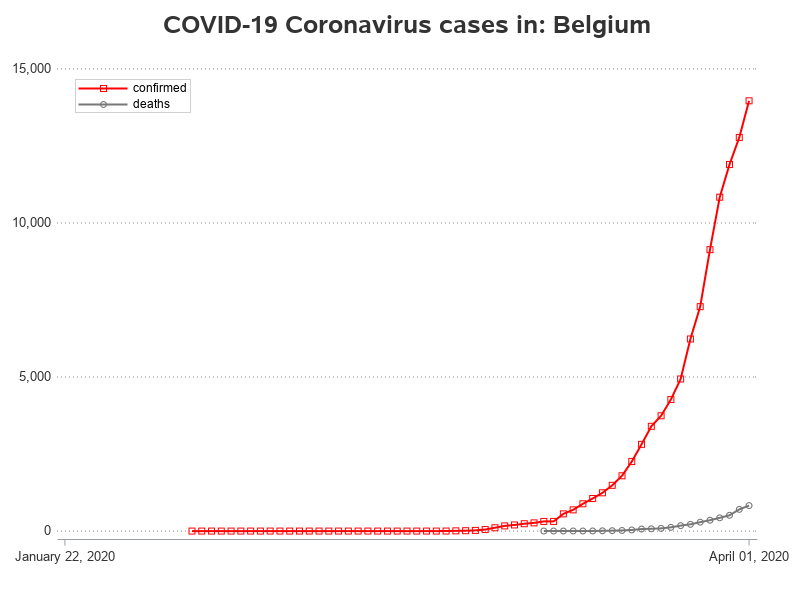 COVID-19 Coronavirus cases in: Belgium
15,000
confirmed
deaths
10,000
5,000
0
January 22, 2020 April 01, 2020